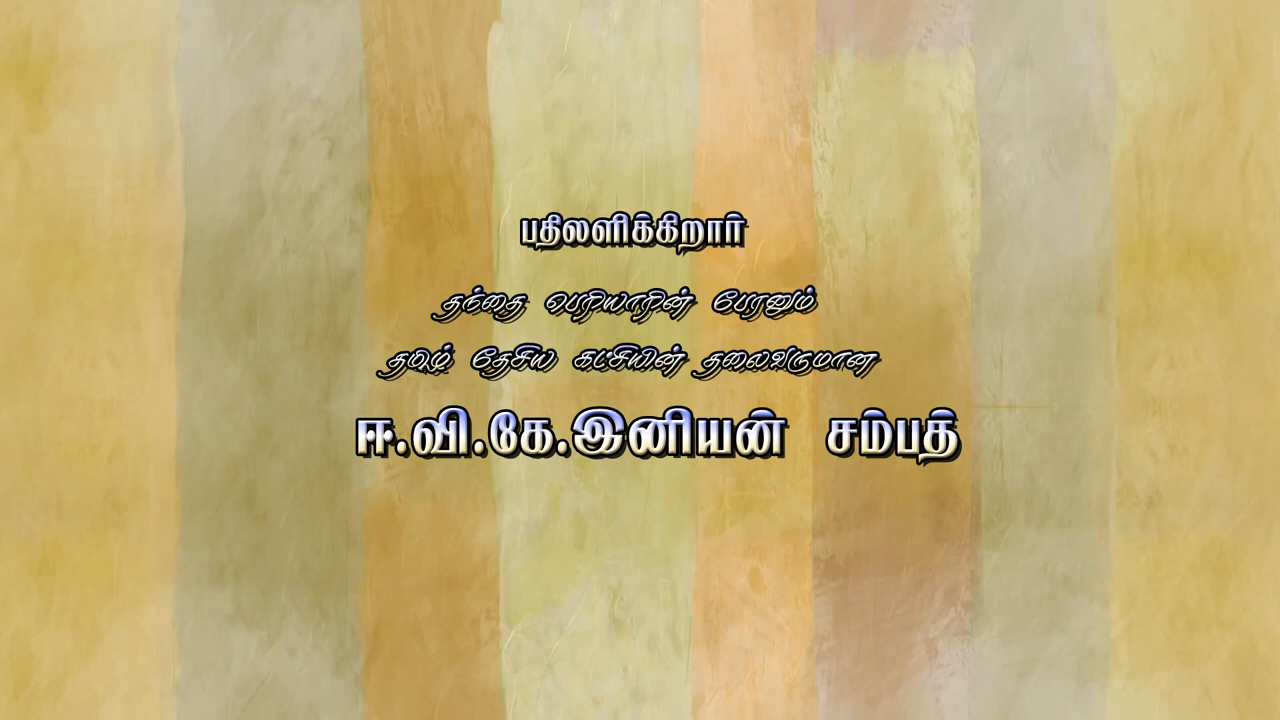 பதிலளிக்கிறார்
தந்தை பெரியாரின் பேரனும்
தமிழ் தேசிய கட்சியின் தலைவருமான
ஈ.வி.கே.இனியன் சம்பத்